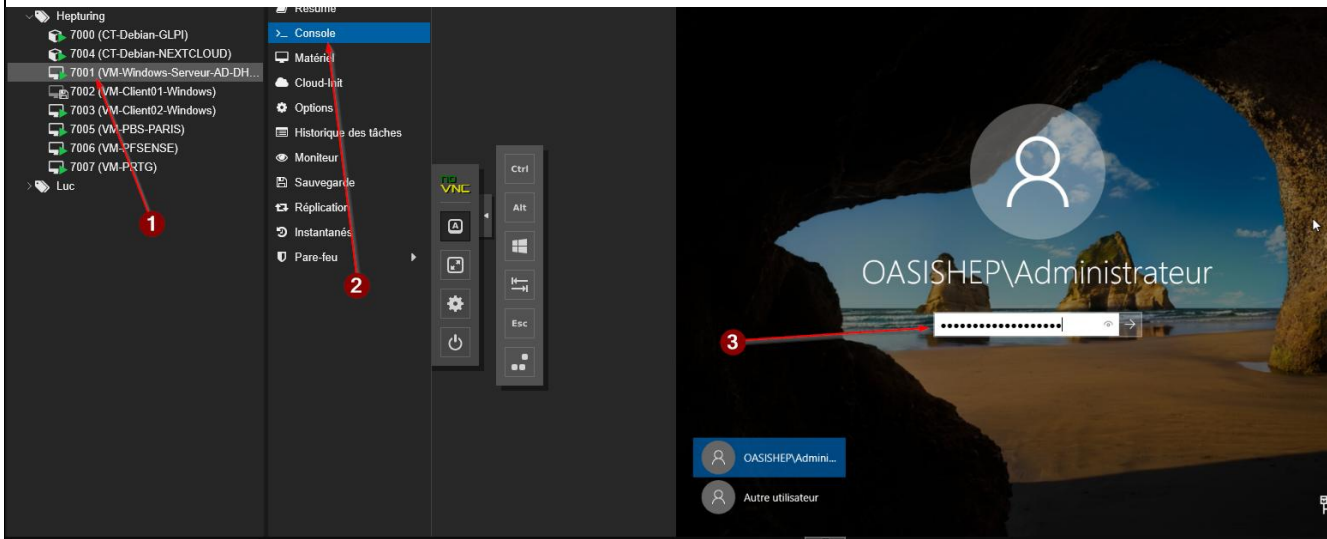 Hepturing
7000 (CT-Debian-GLPI)
7004 (CT-Debian-NEXTCLOUD)
7001 (VM-Windows-Serveur-AD-DH...
7002 (VM-Client01-Windows)
7003 (VM-Client02-Windows)
7005 (VM-PBS-PARIS)
7006 (VM-PFSENSE)
7007 (VM-PRTG)
Luc
1
Résumé
>_ Console
Matériel
Cloud-Init
Options
Historique des tâches
Moniteur
Sauvegarde
Réplication
Instantanés
Pare-feu
2
no
VNC
A
Ctrl
Alt
Esc
OASISHEP\Administrateur
3
OASISHEP\Admini...
Autre utilisateur